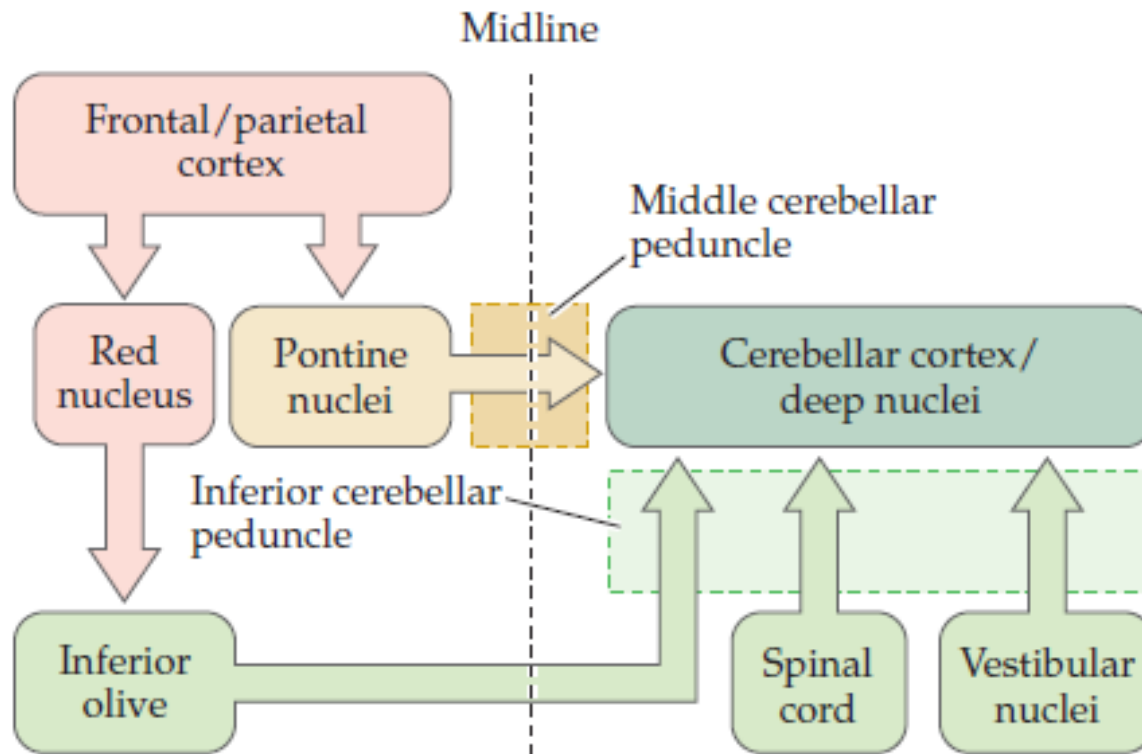 Midline
Frontal/parietal
cortex
Middle cerebellar
peduncle
Red
nucleus
Pontine
nuclei
Cerebellar cortex/
deep nuclei
Inferior cerebellar
peduncle
Inferior
olive
Spinal
cord
Vestibular
nuclei